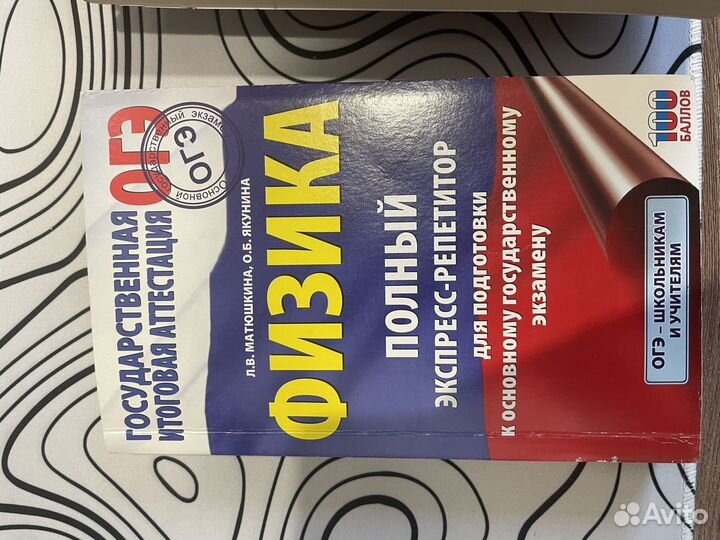 ГОСУДАРСТВЕННАЯ
ИТОГОВАЯ АТТЕСТАЦИЯ
ОГЭ
ОСНОВНОЙ ГОСУДАРСТВЕННЫЙ ЭКЗАМЕН
ОГЭ
Л.В. МАТЮШКИНА, О.Б. ЯКУНИНА
ФИЗИКА
ПОЛНЫЙ
ЭКСПРЕСС-РЕПЕТИТОР
ДЛЯ ПОДГОТОВКИ
К ОСНОВНОМУ ГОСУДАРСТВЕННОМУ
ЭКЗАМЕНУ
100
БАЛЛОВ
ОГЭ – ШКОЛЬНИКАМ
И УЧИТЕЛЯМ
Avito